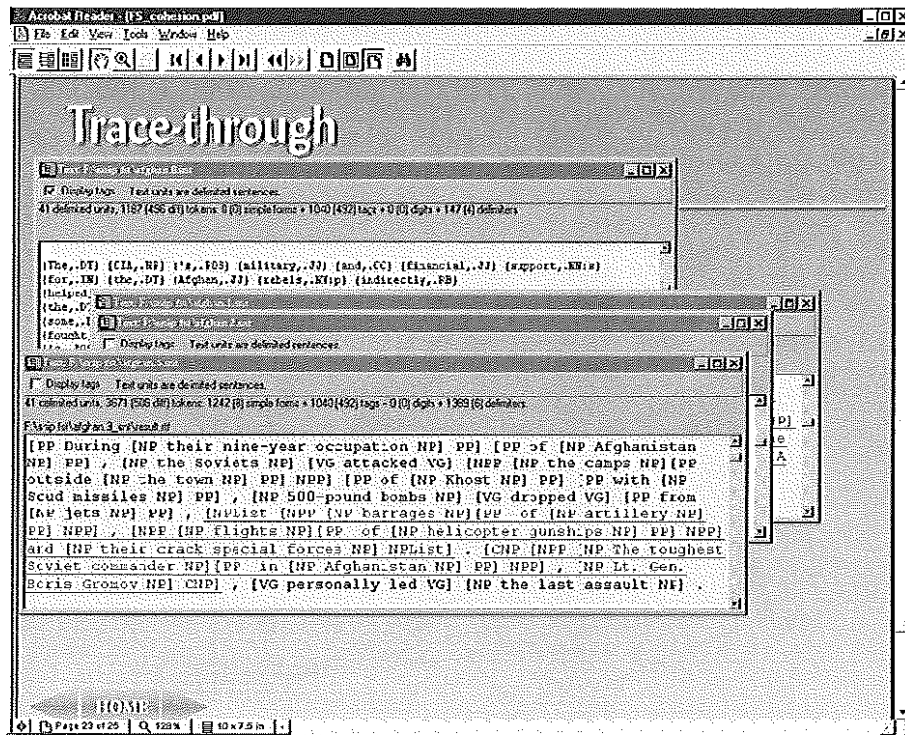 Acrobat Reader - [FS_cohesion.pdf]
File Edit View Tools Window Help
Trace-through
Display tags Text units are delimited sentences.
41 delimited units, 1187 (496 diff) tokens: 0 (0) simple forms + 1040 (492) tags + 0 (0) digits + 147 (4) delimiters
{The,.DT} {CIA,.NP} {'s,.POS} {military,.JJ} {and,.CC} {financial,.JJ} {support,.NN:s}
{for,.IN} {the,.DT} {Afghan,.JJ} {rebels,.NN:p} {indirectly,.RB}
{helped,
{the,.DT
{some,.
{fought
Display tags Text units are delimited sentences.
Display tags Text units are delimited sentences.
41 delimited units, 3671 (506 diff) tokens: 1242 (8) simple forms + 1040 (492) tags + 0 (0) digits + 1389 (6) delimiters
[PP During [NP their nine-year occupation NP] PP] [PP of [NP Afghanistan
NP] PP] , [NP the Soviets NP] [VG attacked VG] [NPP [NP the camps NP][PP
outside [NP the town NP] PP] NPP] [PP of [NP Khost NP] PP] [PP with [NP
Scud missiles NP] PP] , [NP 500-pound bombs NP] [VG dropped VG] [PP from
[NP jets NP] PP] , [NPList [NPP [NP barrages NP][PP of [NP artillery NP]
PP] NPP] , [NPP [NP flights NP][PP of [NP helicopter gunships NP] PP] NPP]
and [NP their crack special forces NP] NPList] . [CNP [NPP [NP The toughest
Soviet commander NP][PP in [NP Afghanistan NP] PP] NPP] , [NP Lt. Gen.
Boris Gromov NP] CNP] , [VG personally led VG] [NP the last assault NP] .
P]
e
A
CLOSE
Page 23 of 25 128% 10 x 7.5 in